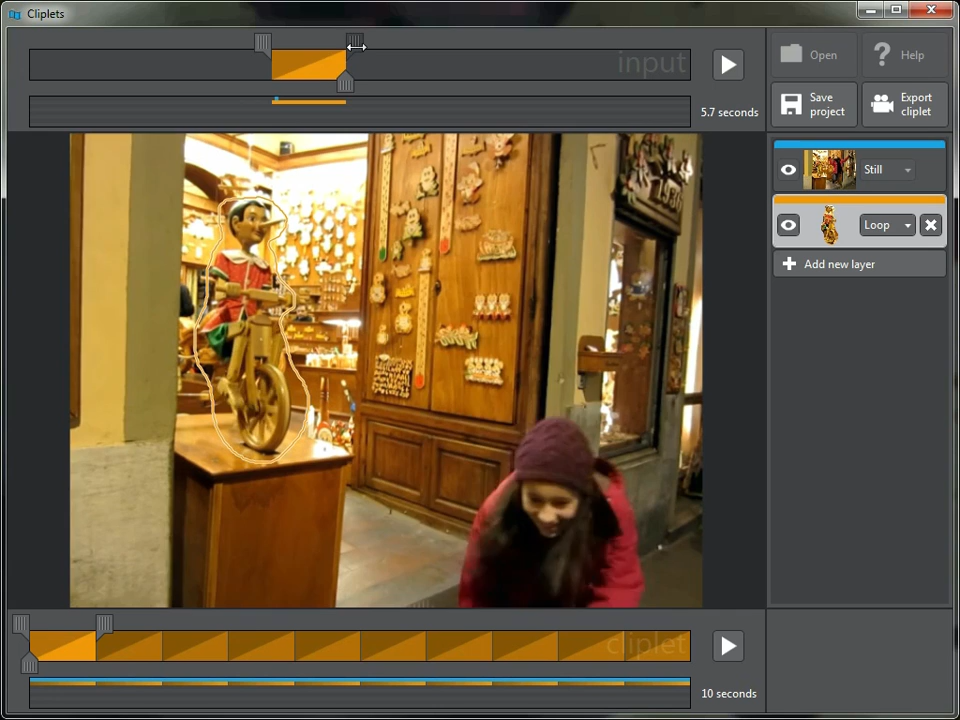 Cliplets
input
5.7 seconds
Open
Help
Save
project
Export
cliplet
Still
Loop
Add new layer
1936
cliplet
10 seconds